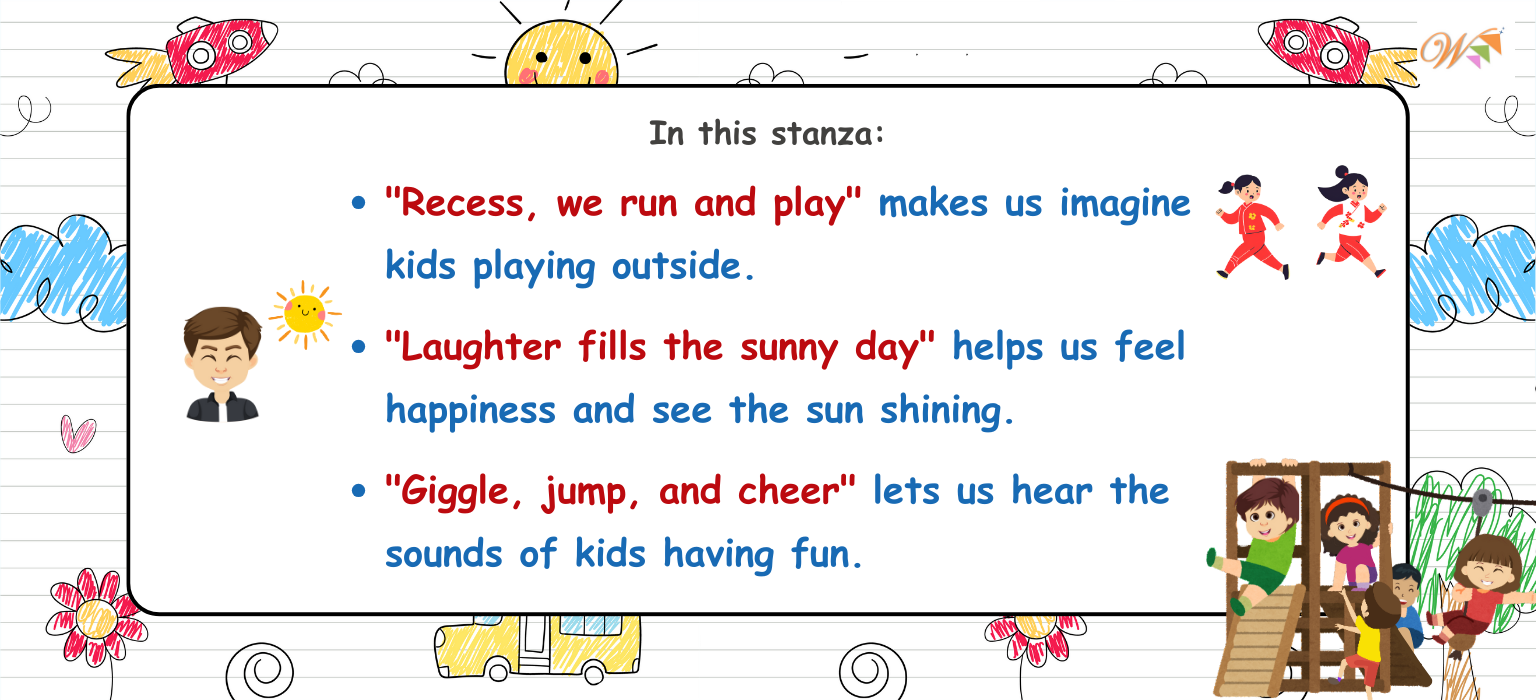 W
In this stanza:
• "Recess, we run and play" makes us imagine
kids playing outside.
• "Laughter fills the sunny day" helps us feel
happiness and see the sun shining.
• "Giggle, jump, and cheer" lets us hear the
sounds of kids having fun.